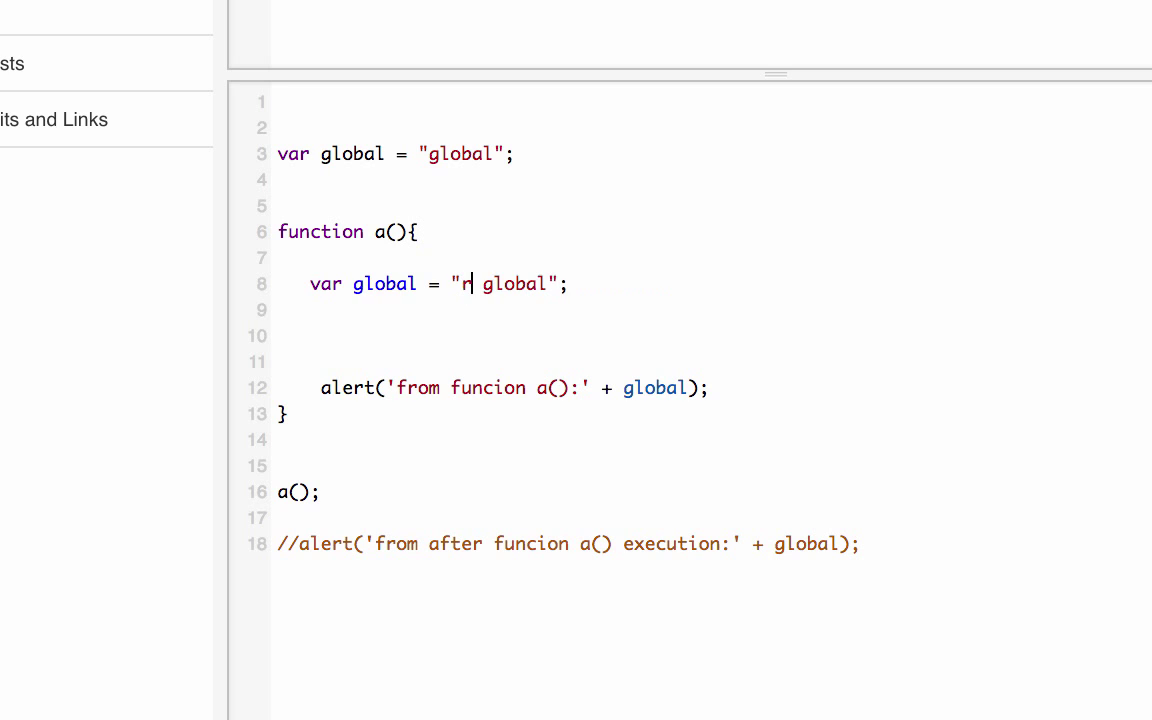 sts
its and Links
1
2
3 var global = "global";
4
5
6 function a(){
7
8 var global = "r global";
9
10
11
12 alert('from funcion a():' + global);
13 }
14
15
16 a();
17
18 //alert('from after funcion a() execution:' + global);